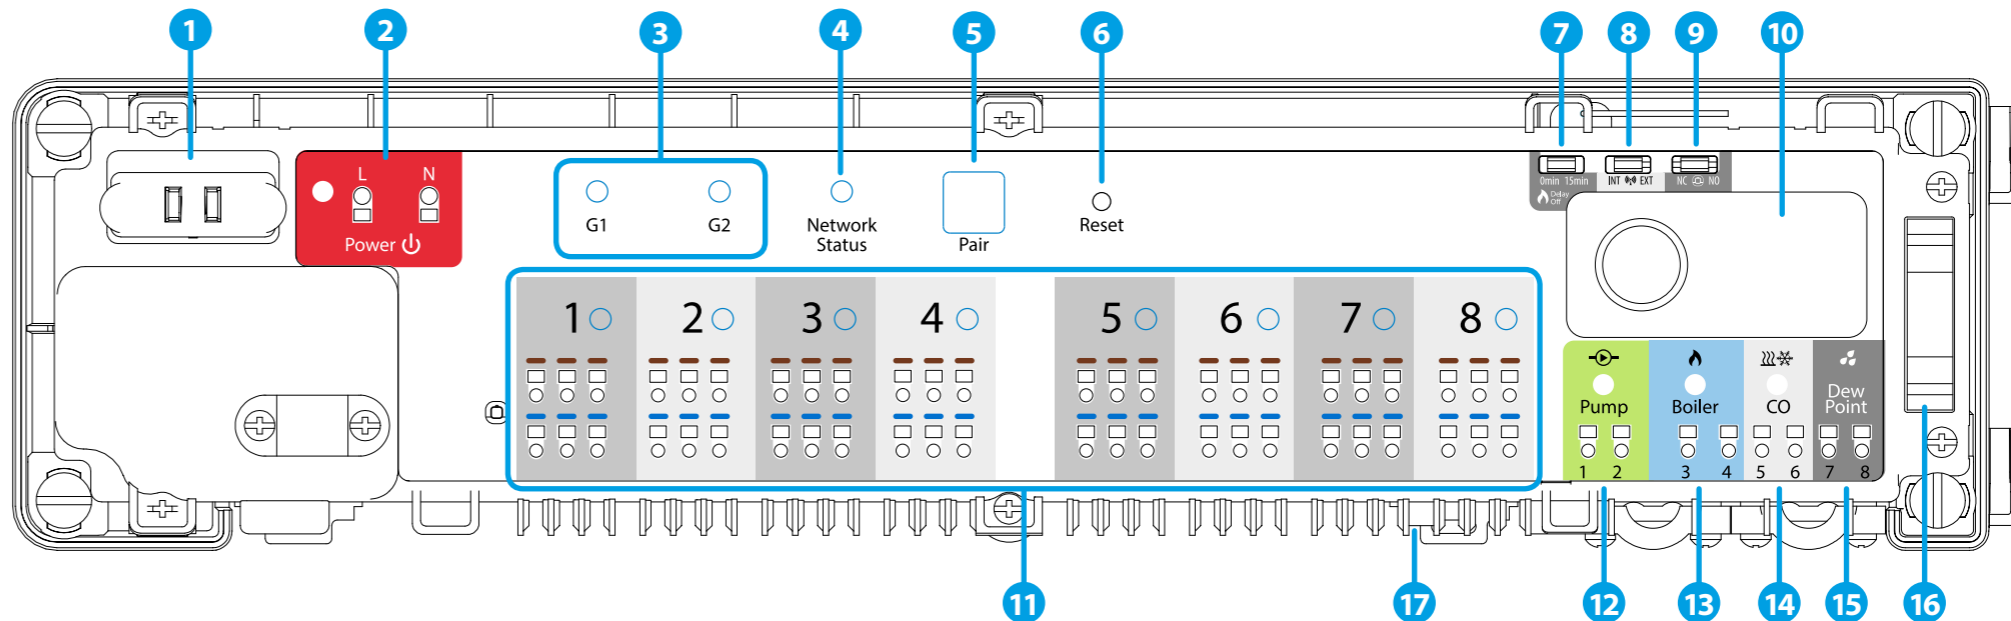 1 2 3 4 5 6 7 8 9 10
L N
Power
G1 G2
Network
Status
Pair
Reset
0min 15min
Delay
Off
INT EXT
NC NO
1 2 3 4 5 6 7 8
Pump Boiler CO Dew
Point
1 2 3 4 5 6 7 8
11 17 12 13 14 15 16